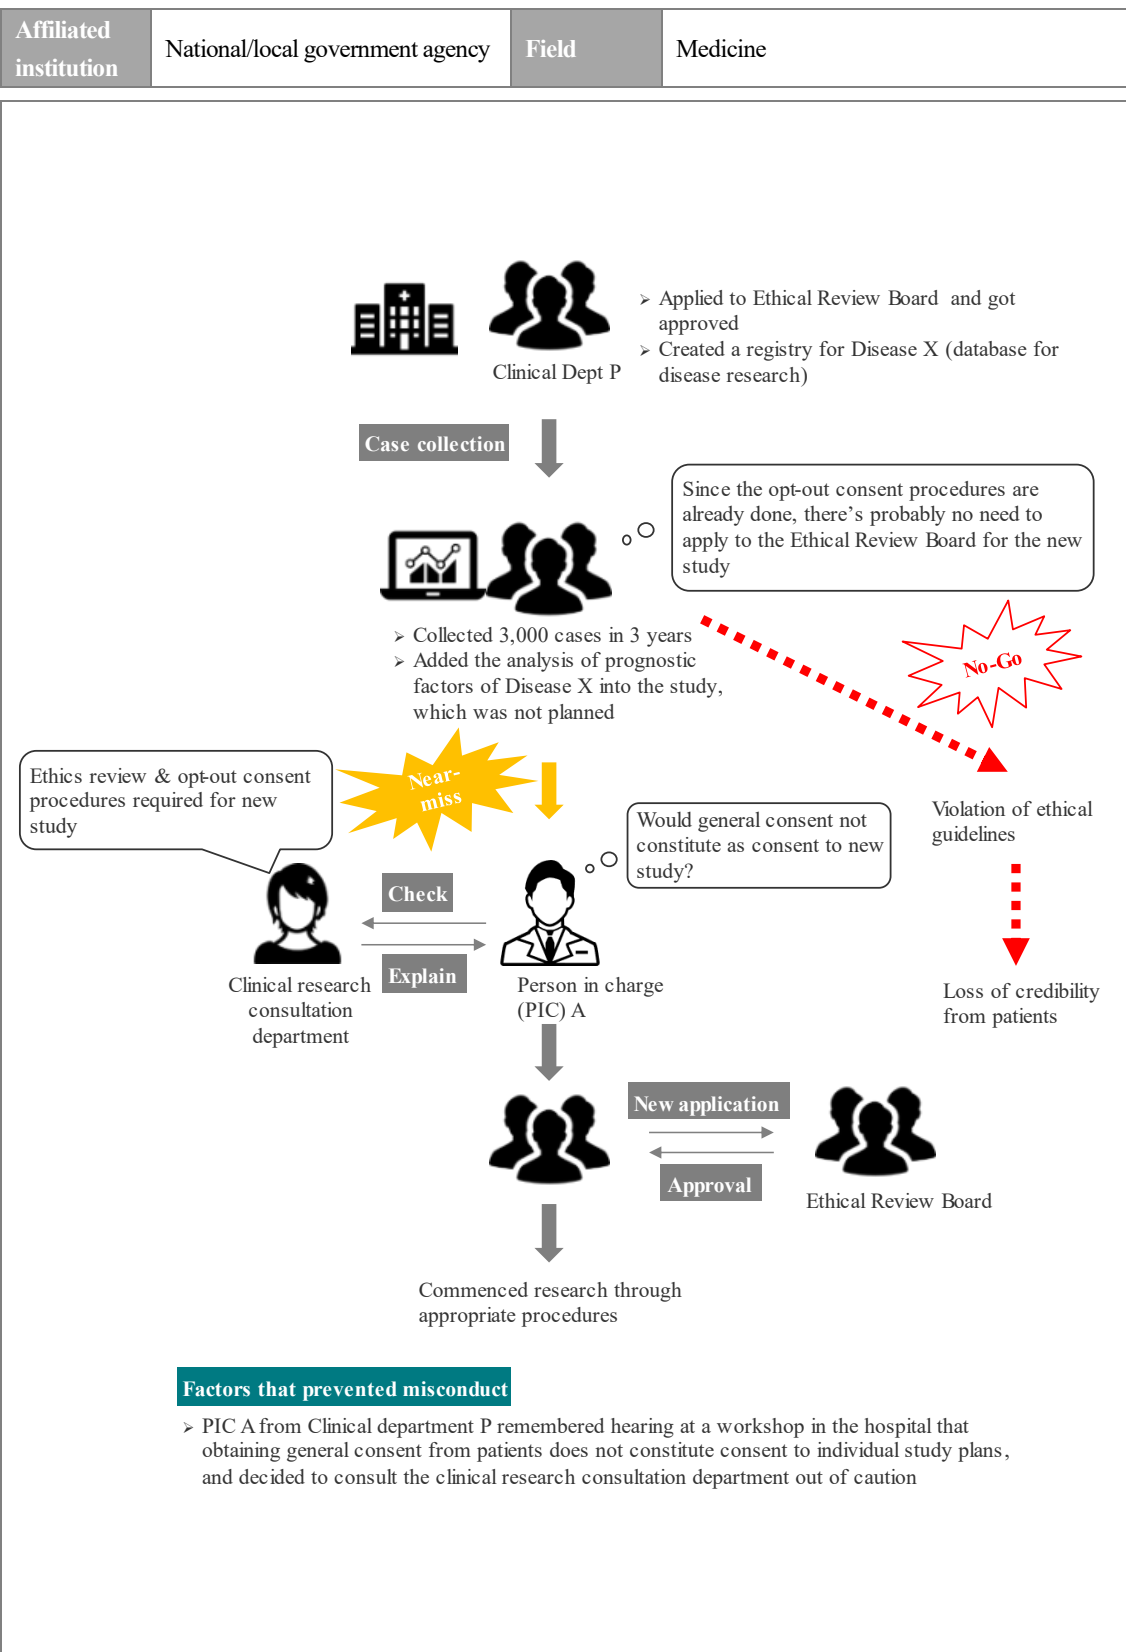 Affiliated
institution
National/local government agency
Field
Medicine
Clinical Dept P
➢ Applied to Ethical Review Board and got
approved
➢ Created a registry for Disease X (database for
disease research)
Case collection
Since the opt-out consent procedures are
already done, there’s probably no need to
apply to the Ethical Review Board for the new
study
➢ Collected 3,000 cases in 3 years
➢ Added the analysis of prognostic
factors of Disease X into the study,
which was not planned
No-Go
Near-
miss
Ethics review & opt-out consent
procedures required for new
study
Would general consent not
constitute as consent to new
study?
Violation of ethical
guidelines
Check
Explain
Clinical research
consultation
department
Person in charge
(PIC) A
Loss of credibility
from patients
New application
Approval
Ethical Review Board
Commenced research through
appropriate procedures
Factors that prevented misconduct
➢ PIC A from Clinical department P remembered hearing at a workshop in the hospital that
obtaining general consent from patients does not constitute consent to individual study plans,
and decided to consult the clinical research consultation department out of caution